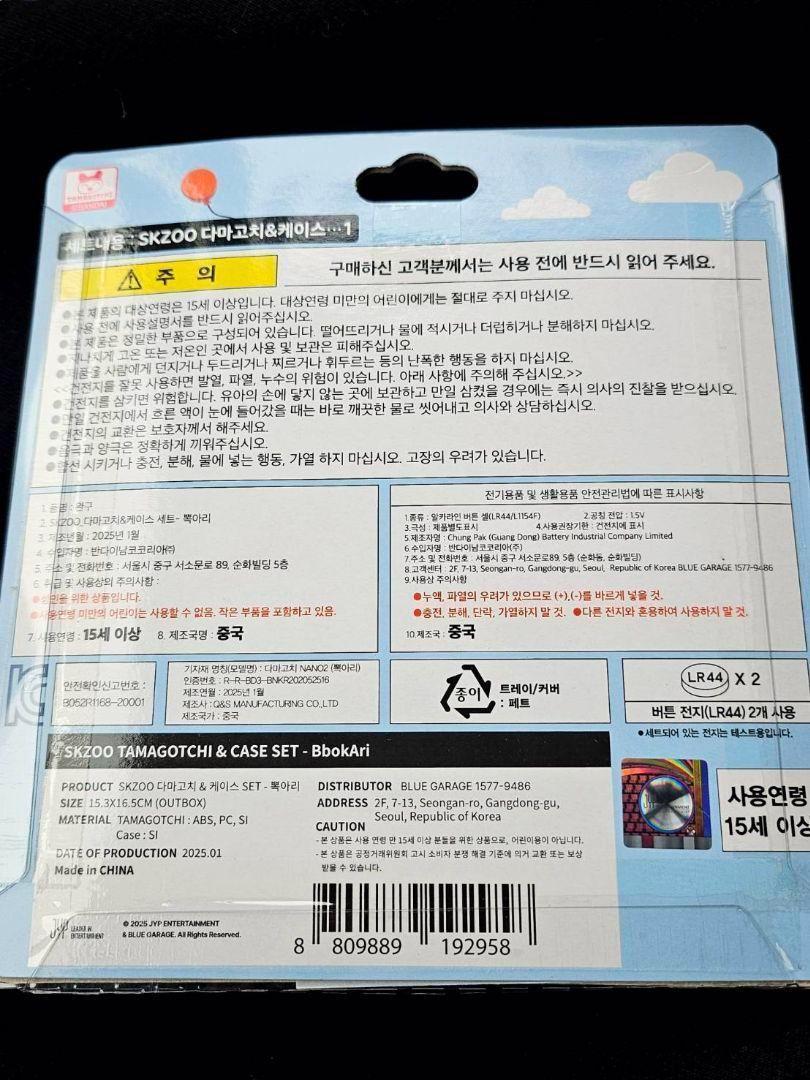 TAMAGOTCHI
BANDAI
세트내용 : SKZOO 다마고치&케이스…1
주 의
구매하신 고객분께서는 사용 전에 반드시 읽어 주세요.
●본 제품의 대상연령은 15세 이상입니다. 대상연령 미만의 어린이에게는 절대로 주지 마십시오.
●사용 전에 사용설명서를 반드시 읽어주십시오.
●본 제품은 정밀한 부품으로 구성되어 있습니다. 떨어뜨리거나 물에 적시거나 더럽히거나 분해하지 마십시오.
●지나치게 고온 또는 저온인 곳에서 사용 및 보관은 피해주십시오.
●제품을 사람에게 던지거나 두드리거나 찌르거나 휘두르는 등의 난폭한 행동을 하지 마십시오.
<<건전지를 잘못 사용하면 발열, 파열, 누수의 위험이 있습니다. 아래 사항에 주의해 주십시오.>>
●건전지를 삼키면 위험합니다. 유아의 손에 닿지 않는 곳에 보관하고 만일 삼켰을 경우에는 즉시 의사의 진찰을 받으십시오.
●만일 건전지에서 흐른 액이 눈에 들어갔을 때는 바로 깨끗한 물로 씻어내고 의사와 상담하십시오.
●건전지의 교환은 보호자께서 해주세요.
●음극과 양극은 정확하게 끼워주십시오.
●합선 시키거나 충전, 분해, 물에 넣는 행동, 가열 하지 마십시오. 고장의 우려가 있습니다.
1. 품명 : 완구
2. SKZOO 다마고치&케이스 세트- 뽁아리
3. 제조년월 : 2025년 1월
4. 수입자명 : 반다이남코코리아㈜
5. 주소 및 전화번호 : 서울시 중구 서소문로 89, 순화빌딩 5층
6. 취급 및 사용상의 주의사항 :
●성인을 위한 상품입니다.
●사용연령 미만의 어린이는 사용할 수 없음. 작은 부품을 포함하고 있음.
7. 사용연령 : 15세 이상 8. 제조국명 : 중국
전기용품 및 생활용품 안전관리법에 따른 표시사항
1.종류 : 알카라인 버튼 셀(LR44/L1154F) 2.공칭 전압 : 1.5V
3.극성 : 제품별도표시 4.사용권장기한 : 건전지에 표시
5.제조자명 : Chung Pak (Guang Dong) Battery Industrial Company Limited
6.수입자명 : 반다이남코코리아(주)
7.주소 및 전화번호 : 서울시 중구 서소문로 89, 5층 (순화동, 순화빌딩)
8.고객센터 : 2F, 7-13, Seongan-ro, Gangdong-gu, Seoul, Republic of Korea BLUE GARAGE 1577-9486
9.사용상 주의사항
●누액, 파열의 우려가 있으므로 (+),(-)를 바르게 넣을 것.
●충전, 분해, 단락, 가열하지 말 것. ●다른 전지와 혼용하여 사용하지 말 것.
10.제조국 : 중국
안전확인신고번호 :
B052R1168-20001
기자재 명칭(모델명) : 다마고치 NANO2 (뽁아리)
인증번호 : R-R-BD3-BNKR202052516
제조연월 : 2025년 1월
제조사 : Q&S MANUFACTURING CO.,LTD
제조국가 : 중국
종이
트레이/커버
: 페트
LR44 X 2
버튼 전지(LR44) 2개 사용
●세트되어 있는 전지는 테스트용입니다.
SKZOO TAMAGOTCHI & CASE SET - BbokAri
PRODUCT SKZOO 다마고치 & 케이스 SET - 뽁아리
SIZE 15.3X16.5CM (OUTBOX)
MATERIAL TAMAGOTCHI : ABS, PC, SI
Case : SI
DATE OF PRODUCTION 2025.01
Made in CHINA
DISTRIBUTOR BLUE GARAGE 1577-9486
ADDRESS 2F, 7-13, Seongan-ro, Gangdong-gu,
Seoul, Republic of Korea
CAUTION
- 본 상품은 사용 연령 만 15세 이상 분들을 위한 상품으로, 어린이용이 아닙니다.
- 본 상품은 공정거래위원회 고시 소비자 분쟁 해결 기준에 의거 교환 또는 보상
받을 수 있습니다.
사용연령
15세 이상
JYP LEADER IN
ENTERTAINMENT
© 2025 JYP ENTERTAINMENT
& BLUE GARAGE. All Rights Reserved.
8 809889 192958